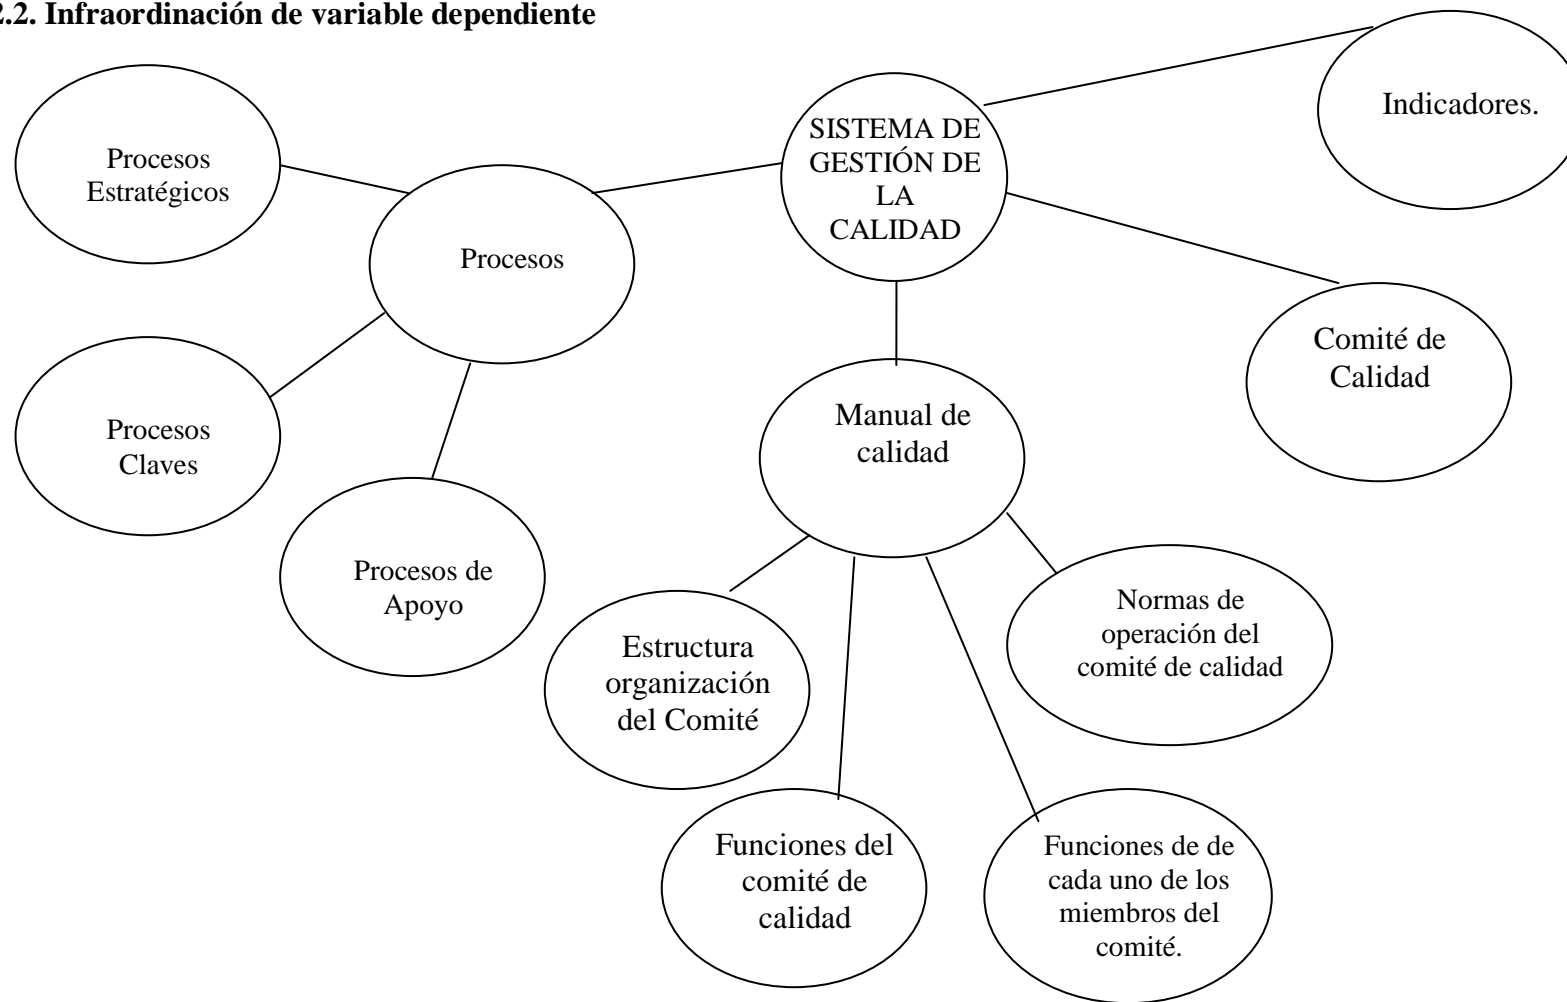 2.2. Infraordinación de variable dependiente
Indicadores.
SISTEMA DE
GESTIÓN DE
LA
CALIDAD
Procesos
Estratégicos
Procesos
Comité de
Calidad
Manual de
calidad
Procesos
Claves
Procesos de
Apoyo
Normas de
operación del
comité de calidad
Estructura
organización
del Comité
Funciones del
comité de
calidad
Funciones de de
cada uno de los
miembros del
comité.